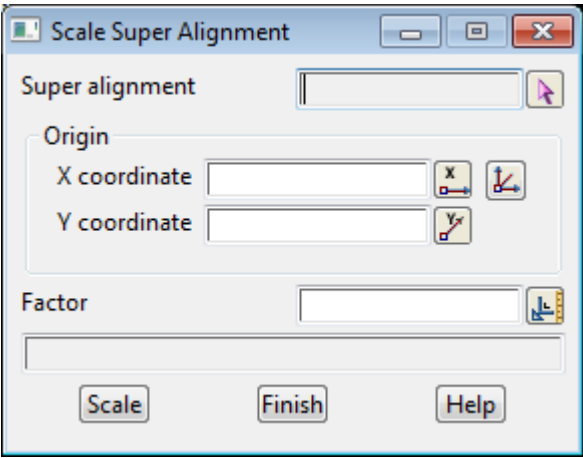 Scale Super Alignment
Super alignment
Origin
X coordinate
X
Y coordinate
Y
Factor
Scale Finish Help